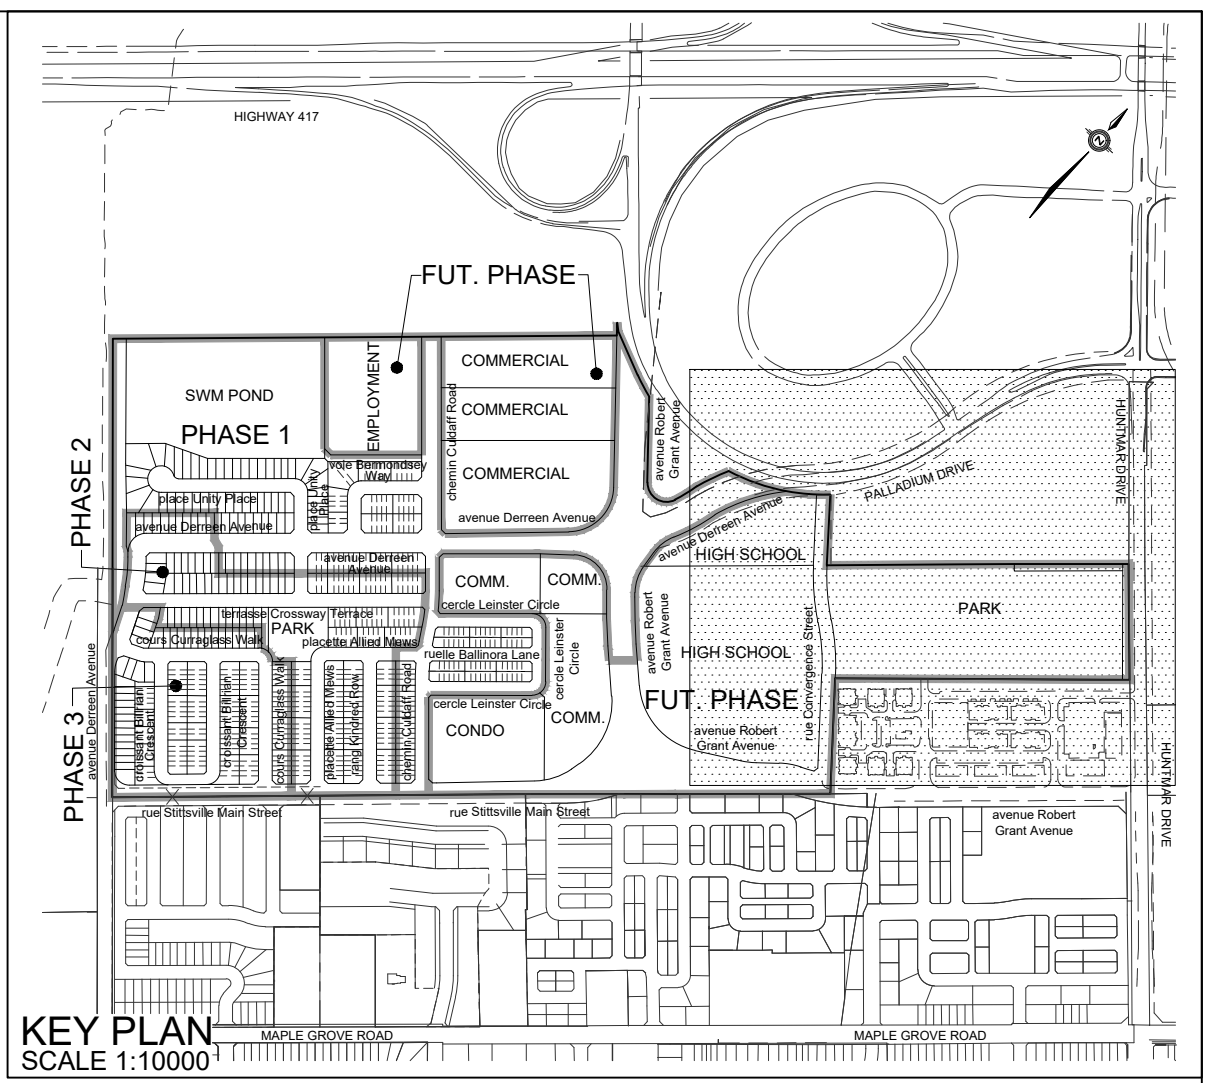 HIGHWAY 417
N
FUT. PHASE
COMMERCIAL
EMPLOYMENT
SWM POND
COMMERCIAL
chemin Culdaff Road
avenue Robert
Grant Avenue
HUNTMAR DRIVE
PHASE 1
PHASE 2
voie Bermondsey
Way
COMMERCIAL
PALLADIUM DRIVE
place Unity Place
place Unity
Place
avenue Derreen Avenue
avenue Derreen Avenue
avenue Derreen Avenue
HIGH SCHOOL
avenue Derreen
Avenue
COMM.
COMM.
cercle Leinster Circle
PARK
terrasse Crossway Terrace
PARK
cours Curraglass Walk
placette Allied Mews
ruelle Ballinora Lane
cercle Leinster
Circle
avenue Robert
Grant Avenue
HIGH SCHOOL
rue Convergence Street
FUT. PHASE
avenue Derreen Avenue
PHASE 3
croissant Billrian
Crescent
croissant Billrian
Crescent
cours Curraglass Walk
placette Allied Mews
rang Kindred Row
chemin Culdaff Road
cercle Leinster Circle
CONDO
COMM.
avenue Robert
Grant Avenue
HUNTMAR DRIVE
rue Stittsville Main Street
rue Stittsville Main Street
avenue Robert
Grant Avenue
KEY PLAN
SCALE 1:10000
MAPLE GROVE ROAD
MAPLE GROVE ROAD